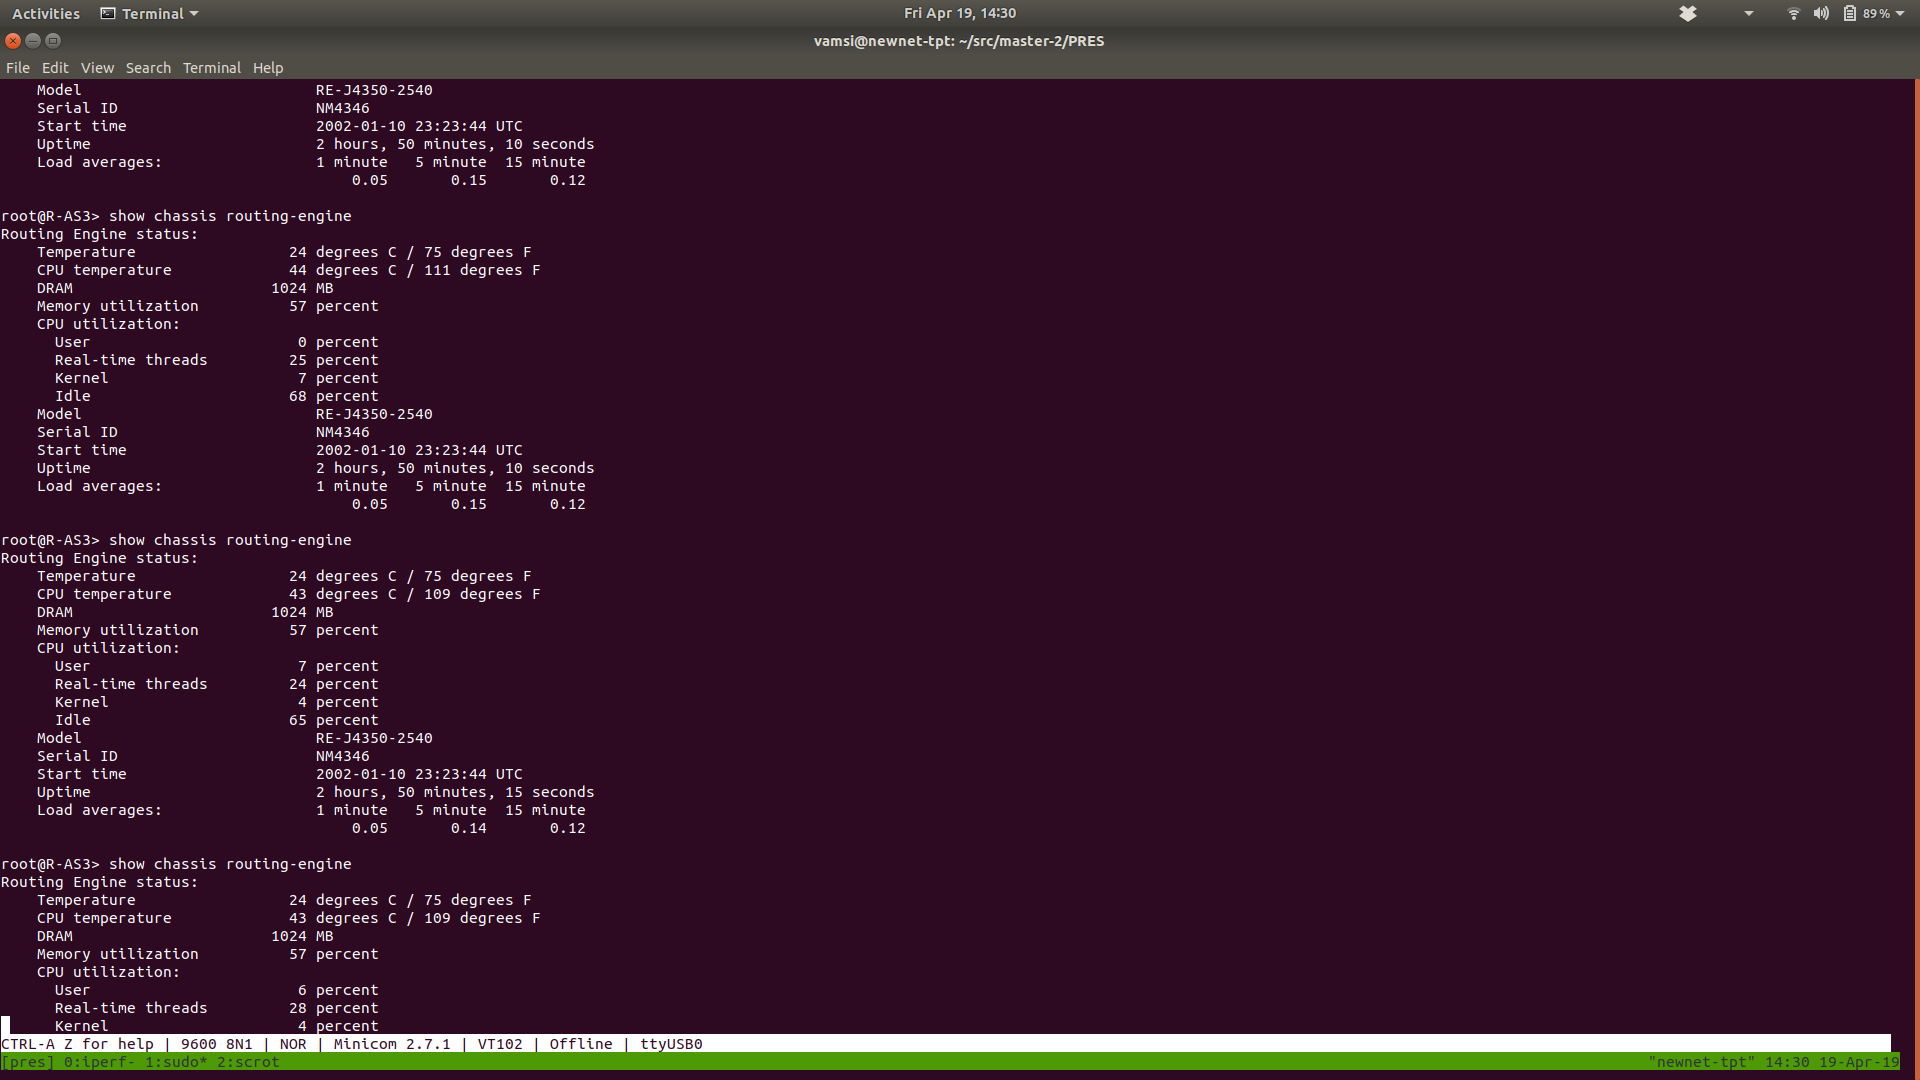 Activities Terminal Fri Apr 19, 14:30 89 %
vamsi@newnet-tpt: ~/src/master-2/PRES
File Edit View Search Terminal Help
Model RE-J4350-2540
Serial ID NM4346
Start time 2002-01-10 23:23:44 UTC
Uptime 2 hours, 50 minutes, 10 seconds
Load averages: 1 minute 5 minute 15 minute
0.05 0.15 0.12
root@R-AS3> show chassis routing-engine
Routing Engine status:
Temperature 24 degrees C / 75 degrees F
CPU temperature 44 degrees C / 111 degrees F
DRAM 1024 MB
Memory utilization 57 percent
CPU utilization:
User 0 percent
Real-time threads 25 percent
Kernel 7 percent
Idle 68 percent
Model RE-J4350-2540
Serial ID NM4346
Start time 2002-01-10 23:23:44 UTC
Uptime 2 hours, 50 minutes, 10 seconds
Load averages: 1 minute 5 minute 15 minute
0.05 0.15 0.12
root@R-AS3> show chassis routing-engine
Routing Engine status:
Temperature 24 degrees C / 75 degrees F
CPU temperature 43 degrees C / 109 degrees F
DRAM 1024 MB
Memory utilization 57 percent
CPU utilization:
User 7 percent
Real-time threads 24 percent
Kernel 4 percent
Idle 65 percent
Model RE-J4350-2540
Serial ID NM4346
Start time 2002-01-10 23:23:44 UTC
Uptime 2 hours, 50 minutes, 15 seconds
Load averages: 1 minute 5 minute 15 minute
0.05 0.14 0.12
root@R-AS3> show chassis routing-engine
Routing Engine status:
Temperature 24 degrees C / 75 degrees F
CPU temperature 43 degrees C / 109 degrees F
DRAM 1024 MB
Memory utilization 57 percent
CPU utilization:
User 6 percent
Real-time threads 28 percent
Kernel 4 percent
CTRL-A Z for help | 9600 8N1 | NOR | Minicom 2.7.1 | VT102 | Offline | ttyUSB0
[pres] 0:iperf- 1:sudo* 2:scrot "newnet-tpt" 14:30 19-Apr-19